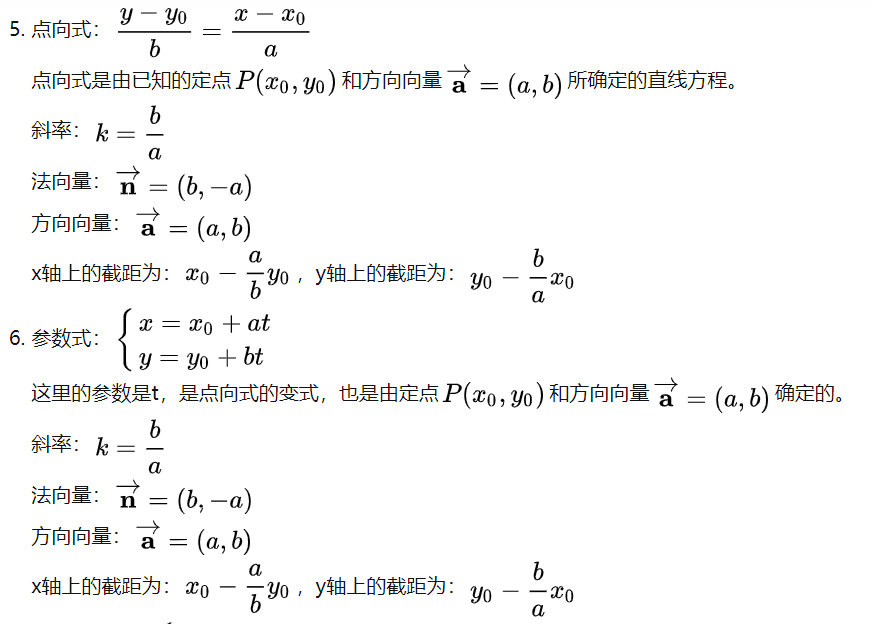 5. 点向式： $\frac{y-y_0}{b} = \frac{x-x_0}{a}$
点向式是由已知的定点 $P(x_0, y_0)$ 和方向向量 $\overrightarrow{\mathbf{a}} = (a, b)$ 所确定的直线方程。
斜率： $k = \frac{b}{a}$
法向量： $\overrightarrow{\mathbf{n}} = (b, -a)$
方向向量： $\overrightarrow{\mathbf{a}} = (a, b)$
x轴上的截距为： $x_0 - \frac{a}{b}y_0$ ，y轴上的截距为： $y_0 - \frac{b}{a}x_0$
6. 参数式： $\begin{cases} x = x_0 + at \\ y = y_0 + bt \end{cases}$
这里的参数是t，是点向式的变式，也是由定点 $P(x_0, y_0)$ 和方向向量 $\overrightarrow{\mathbf{a}} = (a, b)$ 确定的。
斜率： $k = \frac{b}{a}$
法向量： $\overrightarrow{\mathbf{n}} = (b, -a)$
方向向量： $\overrightarrow{\mathbf{a}} = (a, b)$
x轴上的截距为： $x_0 - \frac{a}{b}y_0$ ，y轴上的截距为： $y_0 - \frac{b}{a}x_0$